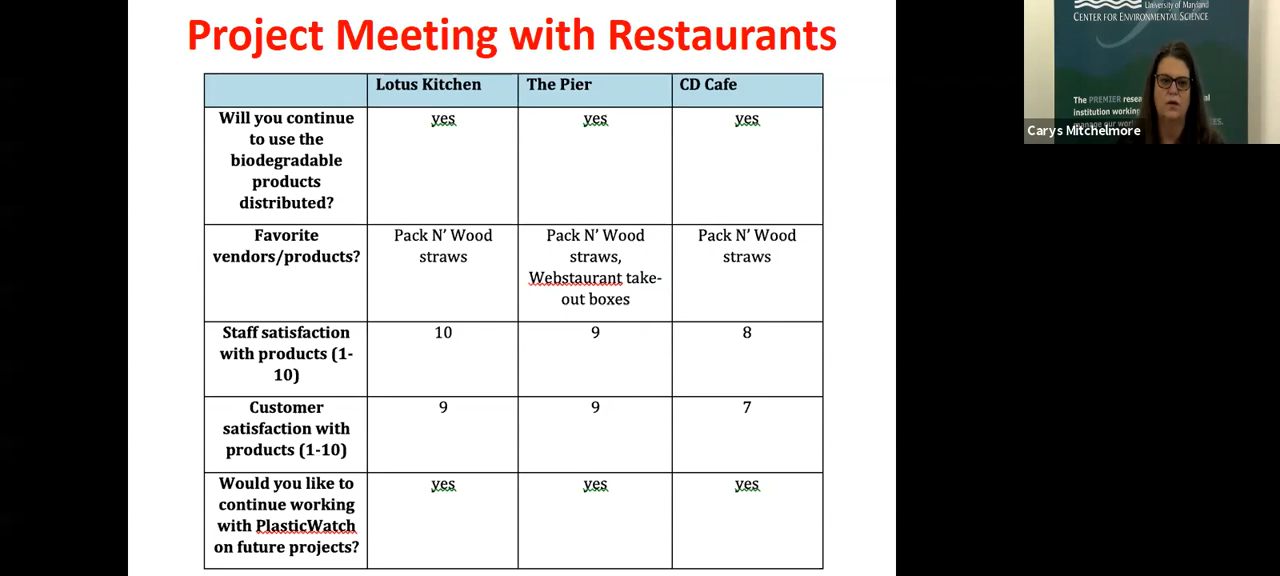 Project Meeting with Restaurants
Lotus Kitchen The Pier CD Cafe
Will you continue
to use the
biodegradable
products
distributed?
yes yes yes
Favorite
vendors/products?
Pack N' Wood
straws
Pack N' Wood
straws,
Webstaurant take-
out boxes
Pack N' Wood
straws
Staff satisfaction
with products (1-
10)
10 9 8
Customer
satisfaction with
products (1-10)
9 9 7
Would you like to
continue working
with PlasticWatch
on future projects?
yes yes yes
University of Maryland
CENTER FOR ENVIRONMENTAL SCIENCE
The PREMIER
institution working
Carys Mitchelmore